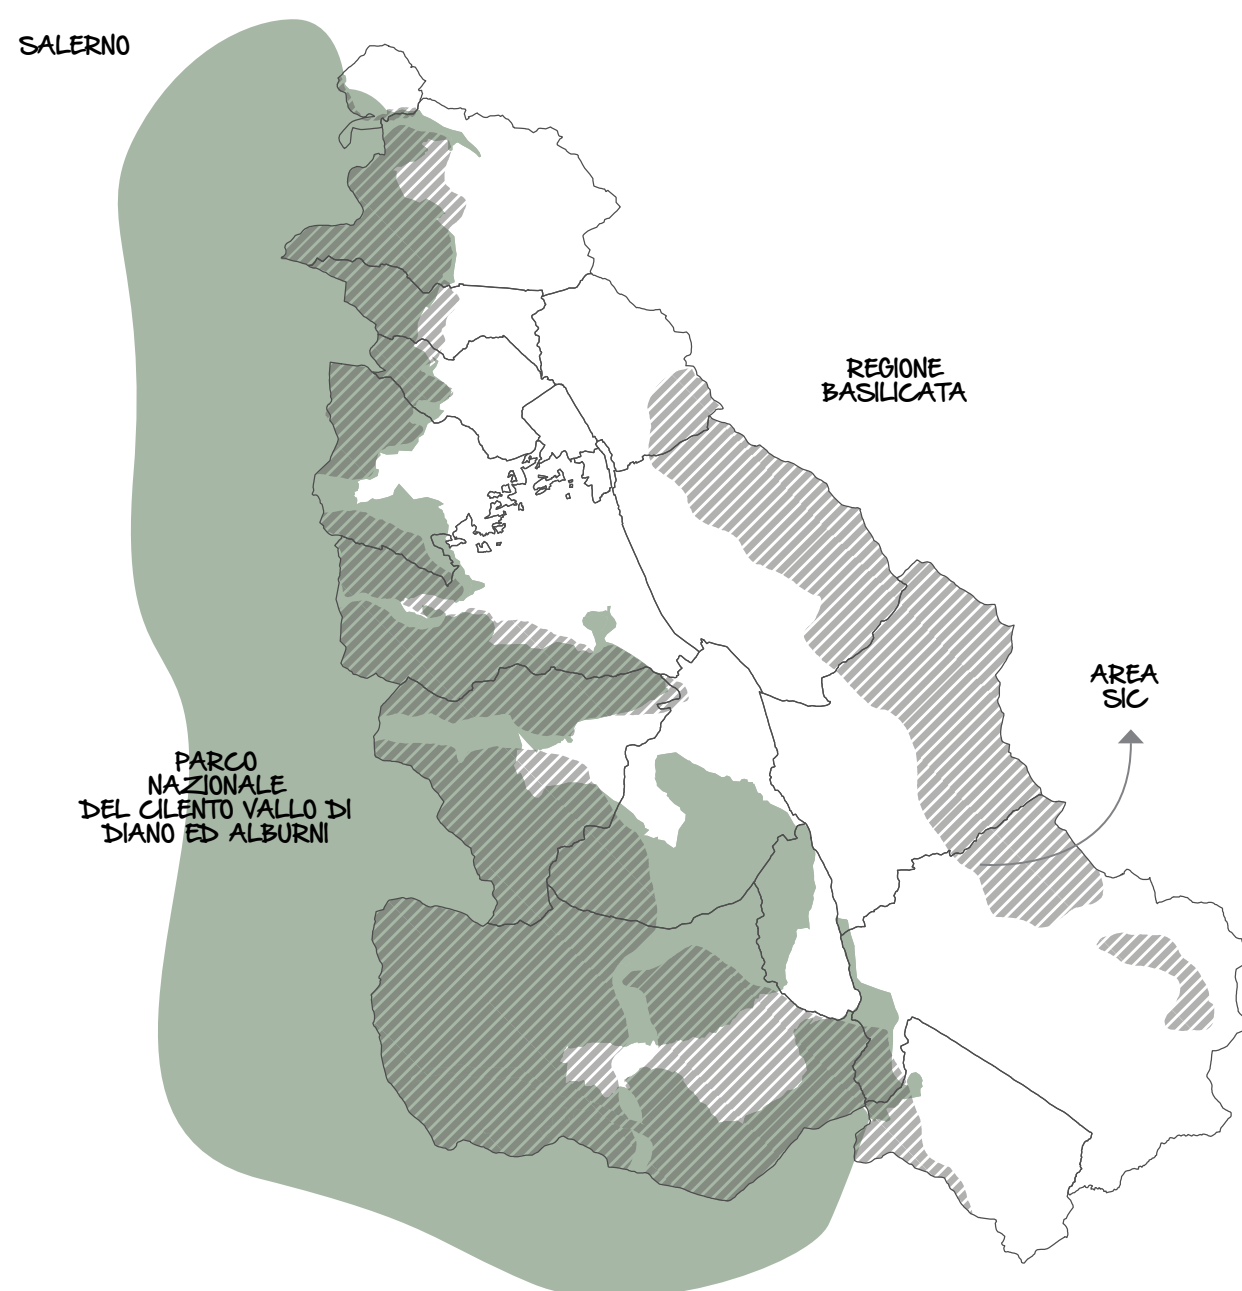 SALERNO
REGIONE
BASILICATA
AREA
SIC
PARCO
NAZIONALE
DEL CILENTO VALLO DI
DIANO ED ALBURNI